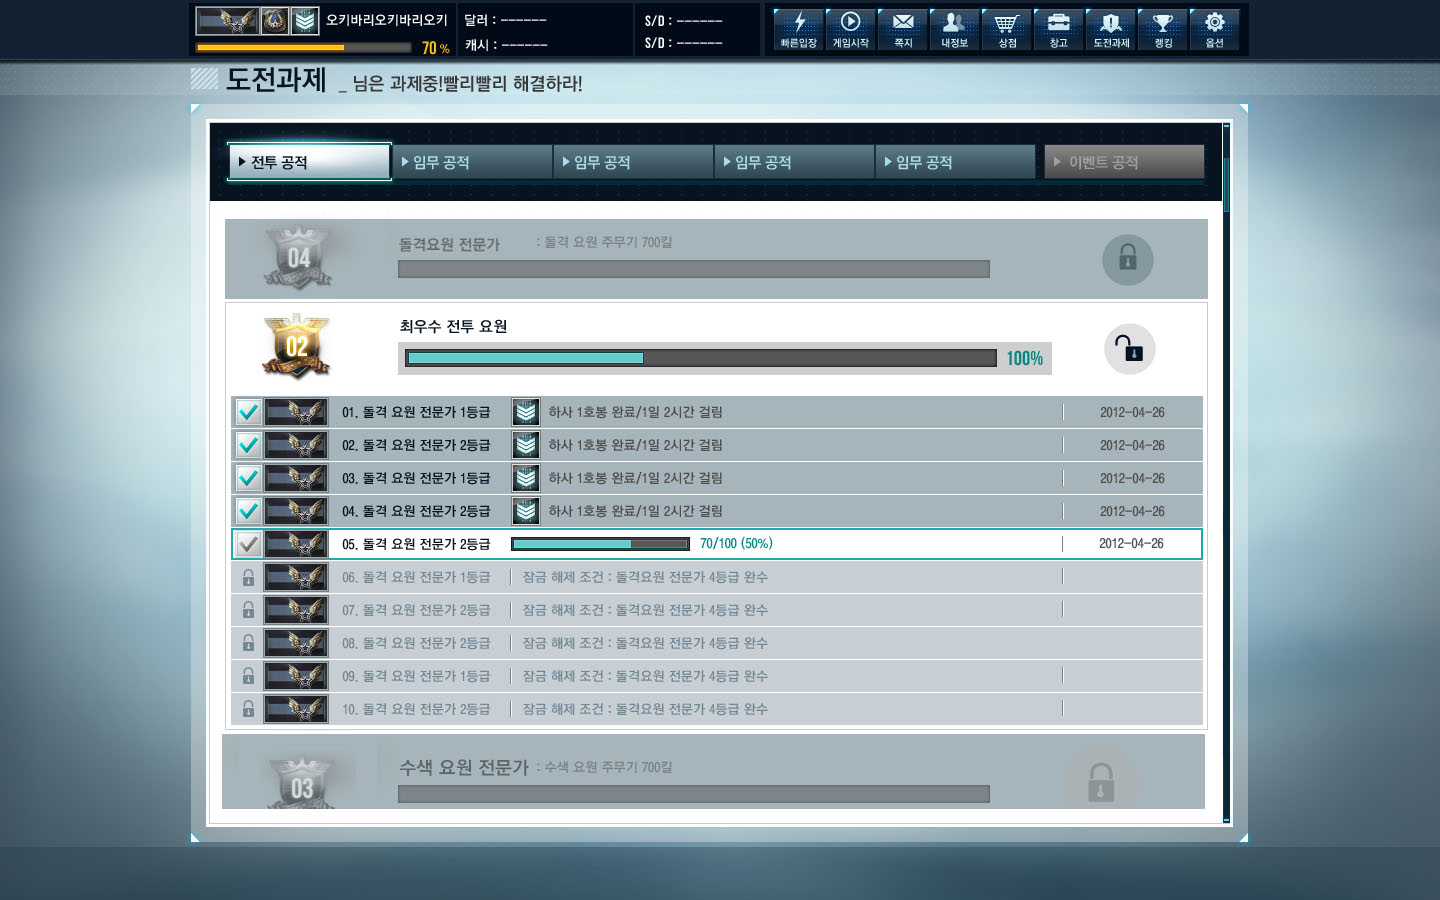 오키바리오키바리오키
70 %
달러 : ------
캐시 : ------
S/D : ------
S/D : ------
빠른입장 게임시작 쪽지 내정보 상점 창고 도전과제 랭킹 옵션
도전과제 _ 님은 과제중!빨리빨리 해결하라!
전투 공적 임무 공적 임무 공적 임무 공적 임무 공적 이벤트 공적
04 돌격요원 전문가 : 돌격 요원 주무기 700킬
02 최우수 전투 요원
100%
01. 돌격 요원 전문가 1등급 하사 1호봉 완료/1일 2시간 걸림 2012-04-26
02. 돌격 요원 전문가 2등급 하사 1호봉 완료/1일 2시간 걸림 2012-04-26
03. 돌격 요원 전문가 1등급 하사 1호봉 완료/1일 2시간 걸림 2012-04-26
04. 돌격 요원 전문가 2등급 하사 1호봉 완료/1일 2시간 걸림 2012-04-26
05. 돌격 요원 전문가 2등급 70/100 (50%) 2012-04-26
06. 돌격 요원 전문가 1등급 잠금 해제 조건 : 돌격요원 전문가 4등급 완수
07. 돌격 요원 전문가 2등급 잠금 해제 조건 : 돌격요원 전문가 4등급 완수
08. 돌격 요원 전문가 2등급 잠금 해제 조건 : 돌격요원 전문가 4등급 완수
09. 돌격 요원 전문가 1등급 잠금 해제 조건 : 돌격요원 전문가 4등급 완수
10. 돌격 요원 전문가 2등급 잠금 해제 조건 : 돌격요원 전문가 4등급 완수
03 수색 요원 전문가 : 수색 요원 주무기 700킬